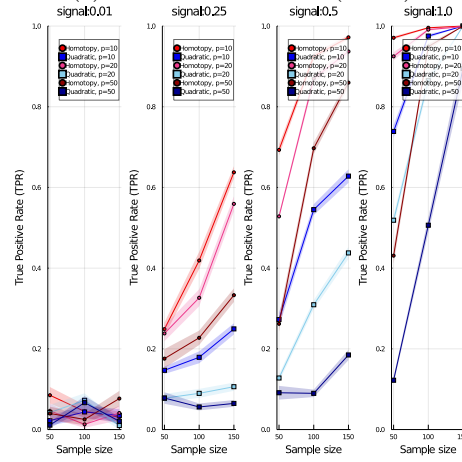 signal:0.01
True Positive Rate (TPR)
1.0
0.8
0.6
0.4
0.2
0.0
Homotopy, p=10
Quadratic, p=10
Homotopy, p=20
Quadratic, p=20
Homotopy, p=50
Quadratic, p=50
50 100 150
Sample size
signal:0.25
True Positive Rate (TPR)
1.0
0.8
0.6
0.4
0.2
0.0
Homotopy, p=10
Quadratic, p=10
Homotopy, p=20
Quadratic, p=20
Homotopy, p=50
Quadratic, p=50
50 100 150
Sample size
signal:0.5
True Positive Rate (TPR)
1.0
0.8
0.6
0.4
0.2
0.0
Homotopy, p=10
Quadratic, p=10
Homotopy, p=20
Quadratic, p=20
Homotopy, p=50
Quadratic, p=50
50 100 150
Sample size
signal:1.0
True Positive Rate (TPR)
1.0
0.8
0.6
0.4
0.2
0.0
Homotopy, p=10
Quadratic, p=10
Homotopy, p=20
Quadratic, p=20
Homotopy, p=50
Quadratic, p=50
50 100 150
Sample size